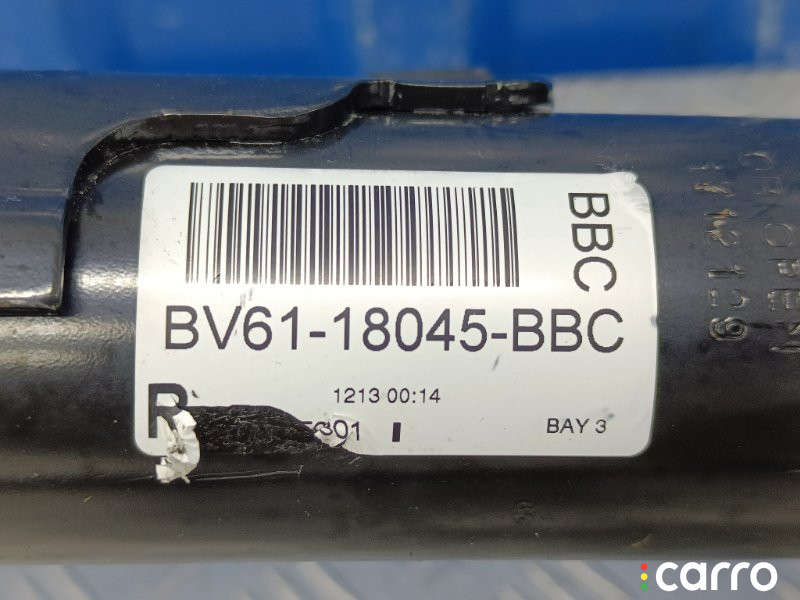 BBC
BV61-18045-BBC
R
1213 00:14
BAY 3
carro